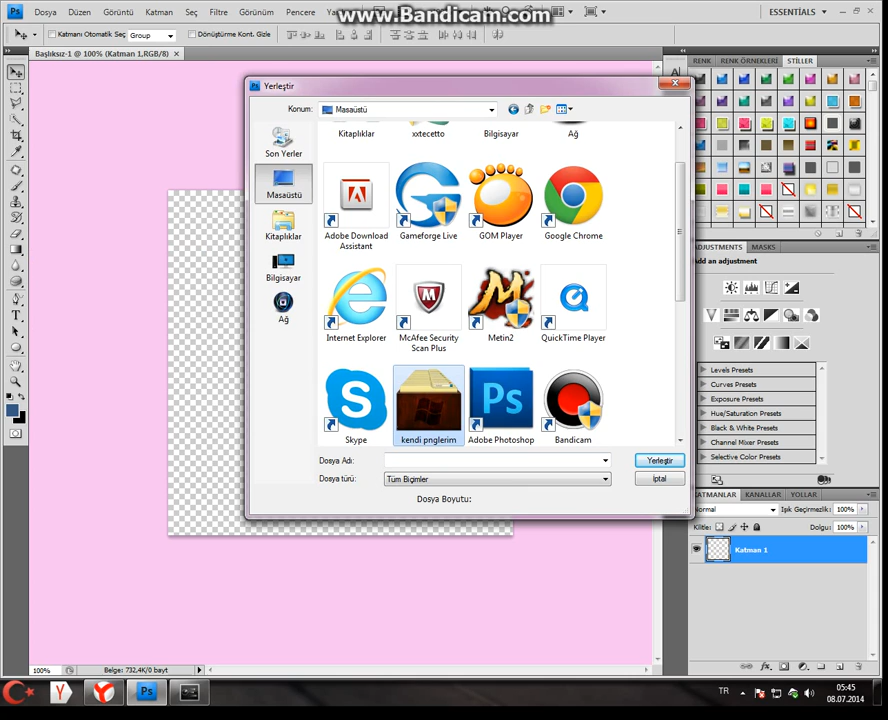 www.Bandicam.com
Dosya Düzen Görüntü Katman Seç Filtre Görünüm Pencere
ESSENTIALS
Katmanı Otomatik Seç Group Dönüştürme Kont. Gizle
Başlıksız-1 @ 100% (Katman 1,RGB/8)
Yerleştir
Konum: Masaüstü
Son Yerler
Masaüstü
Kitaplıklar
Bilgisayar
Ağ
Kitaplıklar xxtecetto Bilgisayar Ağ
Adobe Download Assistant
Gameforge Live
GOM Player
Google Chrome
Internet Explorer
McAfee Security Scan Plus
Metin2
QuickTime Player
Skype
kendi pnglerim
Adobe Photoshop
Bandicam
Dosya Adı: Yerleştir
Dosya türü: Tüm Biçimler İptal
Dosya Boyutu:
RENK RENK ÖRNEKLERİ STİLLER
ADJUSTMENTS MASKS
Add an adjustment
Levels Presets
Curves Presets
Exposure Presets
Hue/Saturation Presets
Black & White Presets
Channel Mixer Presets
Selective Color Presets
KATMANLAR KANALLAR YOLLAR
Normal Işık Geçirmezlik: 100%
Kilitle: Dolgu: 100%
Katman 1
100% Belge: 732,4K/0 bayt
TR 05:45
08.07.2014